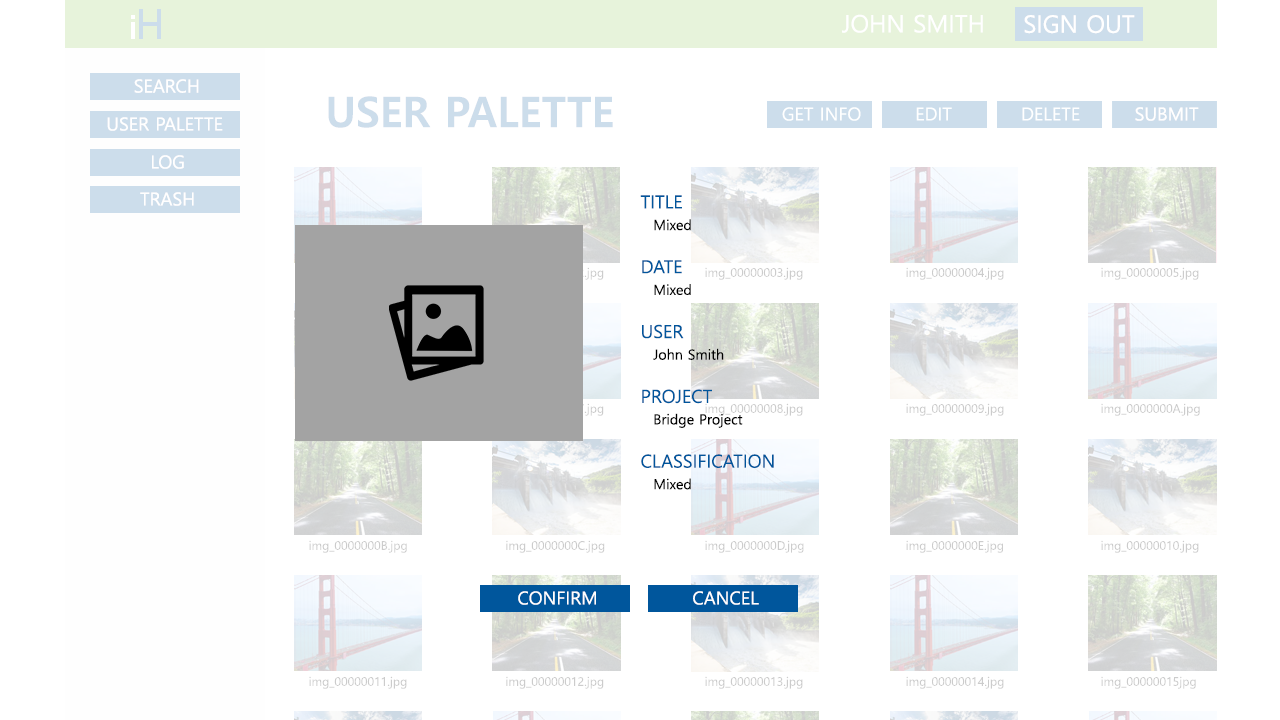 iH
JOHN SMITH
SIGN OUT
SEARCH
USER PALETTE
LOG
TRASH
USER PALETTE
GET INFO
EDIT
DELETE
SUBMIT
TITLE
Mixed
DATE
Mixed
USER
John Smith
PROJECT
Bridge Project
CLASSIFICATION
Mixed
CONFIRM
CANCEL
.jpg
img_00000003.jpg
img_00000004.jpg
img_00000005.jpg
.jpg
img_00000008.jpg
img_00000009.jpg
img_0000000A.jpg
img_0000000B.jpg
img_0000000C.jpg
img_0000000D.jpg
img_0000000E.jpg
img_00000010.jpg
img_00000011.jpg
img_00000012.jpg
img_00000013.jpg
img_00000014.jpg
img_00000015jpg